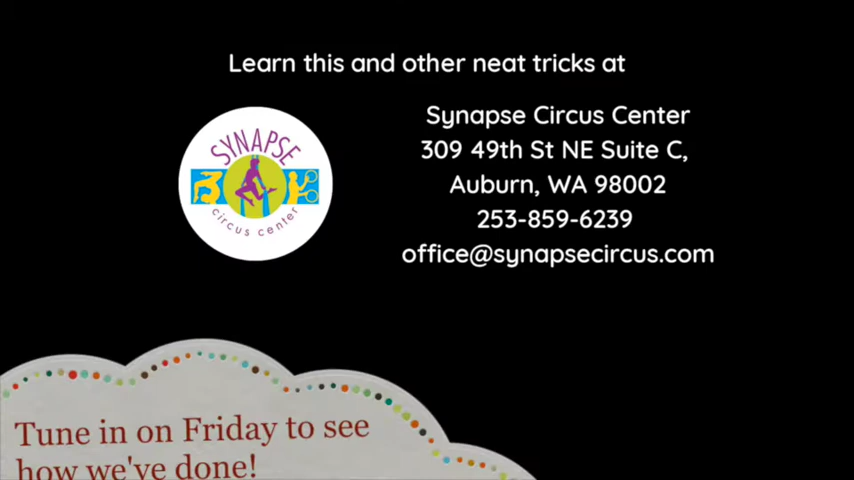 Learn this and other neat tricks at
SYNAPSE
circus center
Synapse Circus Center
309 49th St NE Suite C,
Auburn, WA 98002
253-859-6239
office@synapsecircus.com
Tune in on Friday to see
how we've done!